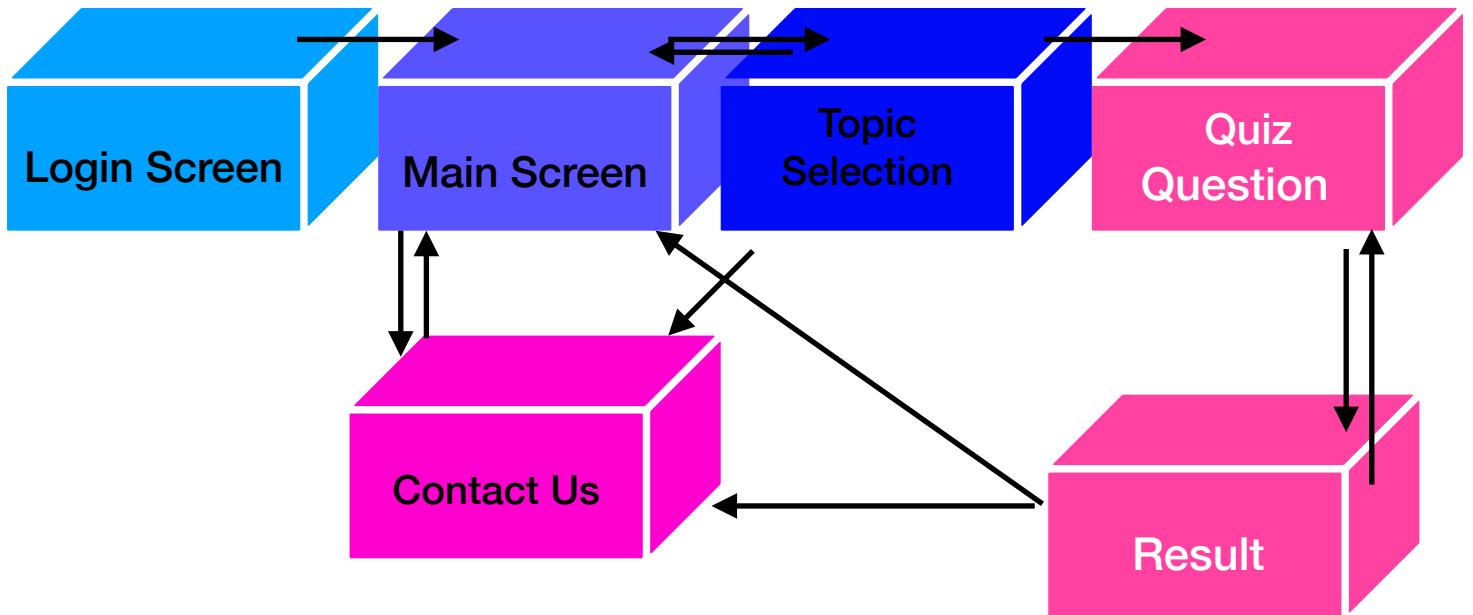 Login Screen
Main Screen
Topic
Selection
Quiz
Question
Contact Us
Result